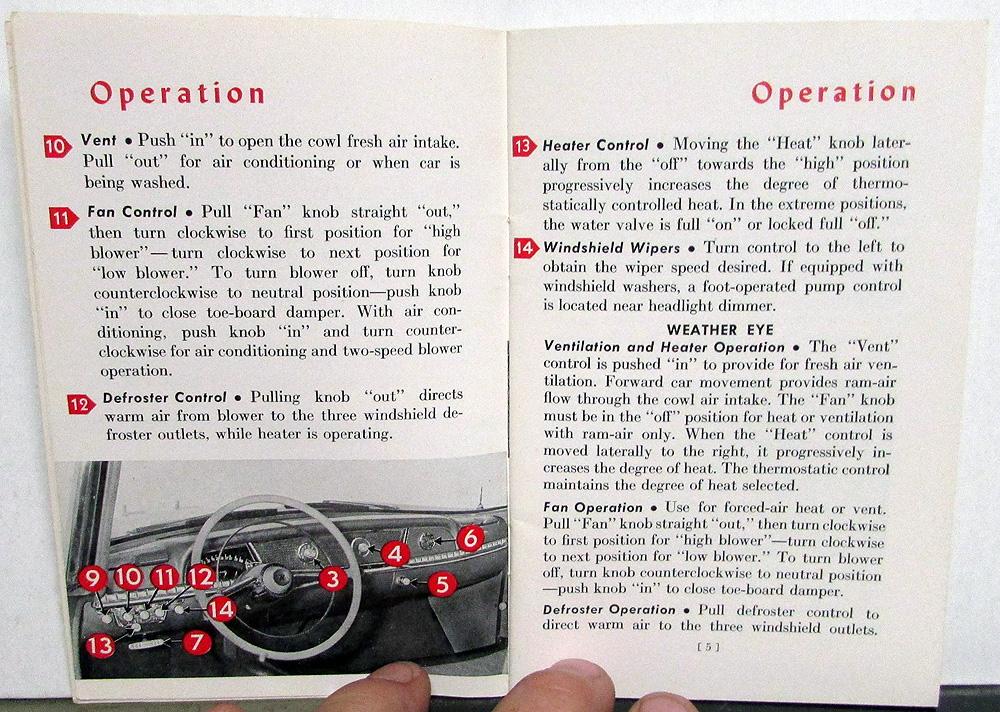 Operation
10 Vent • Push “in” to open the cowl fresh air intake.
Pull “out” for air conditioning or when car is
being washed.
11 Fan Control • Pull “Fan” knob straight “out,”
then turn clockwise to first position for “high
blower”—turn clockwise to next position for
“low blower.” To turn blower off, turn knob
counterclockwise to neutral position—push knob
“in” to close toe-board damper. With air con-
ditioning, push knob “in” and turn counter-
clockwise for air conditioning and two-speed blower
operation.
12 Defroster Control • Pulling knob “out” directs
warm air from blower to the three windshield de-
froster outlets, while heater is operating.
6
4
3
5
9 10 11 12
14
13
7
Operation
13 Heater Control • Moving the “Heat” knob later-
ally from the “off” towards the “high” position
progressively increases the degree of thermo-
statically controlled heat. In the extreme positions,
the water valve is full “on” or locked full “off.”
14 Windshield Wipers • Turn control to the left to
obtain the wiper speed desired. If equipped with
windshield washers, a foot-operated pump control
is located near headlight dimmer.
WEATHER EYE
Ventilation and Heater Operation • The “Vent”
control is pushed “in” to provide for fresh air ven-
tilation. Forward car movement provides ram-air
flow through the cowl air intake. The “Fan” knob
must be in the “off” position for heat or ventilation
with ram-air only. When the “Heat” control is
moved laterally to the right, it progressively in-
creases the degree of heat. The thermostatic control
maintains the degree of heat selected.
Fan Operation • Use for forced-air heat or vent.
Pull “Fan” knob straight “out,” then turn clockwise
to first position for “high blower”—turn clockwise
to next position for “low blower.” To turn blower
off, turn knob counterclockwise to neutral position
—push knob “in” to close toe-board damper.
Defroster Operation • Pull defroster control to
direct warm air to the three windshield outlets.
[ 5 ]